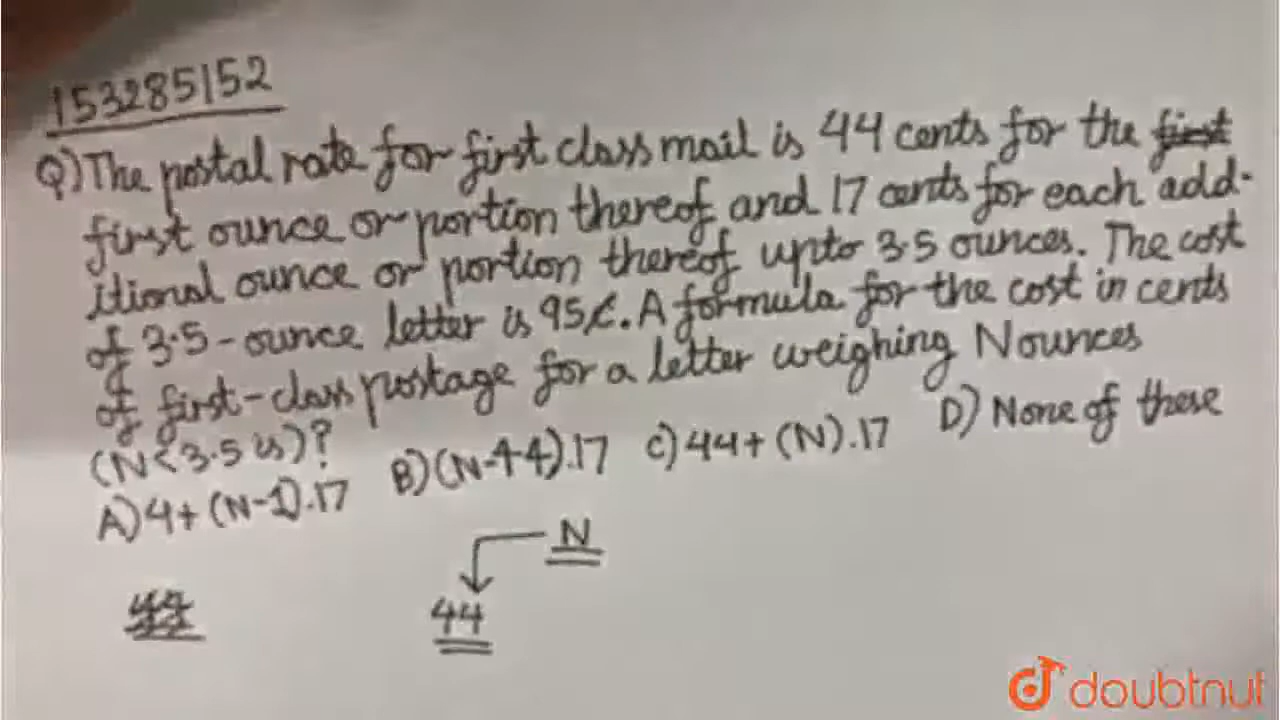 153285152
Q) The postal rate for first class mail is 44 cents for the first
first ounce or portion thereof and 17 cents for each add-
itional ounce or portion thereof upto 3.5 ounces. The cost
of 3.5-ounce letter is 95¢. A formula for the cost in cents
of first-class postage for a letter weighing N ounces
(N<3.5 is)?
A) 4+(N-1).17 B) (N-44).17 C) 44+(N).17 D) None of these
N
44
44
doubtnut